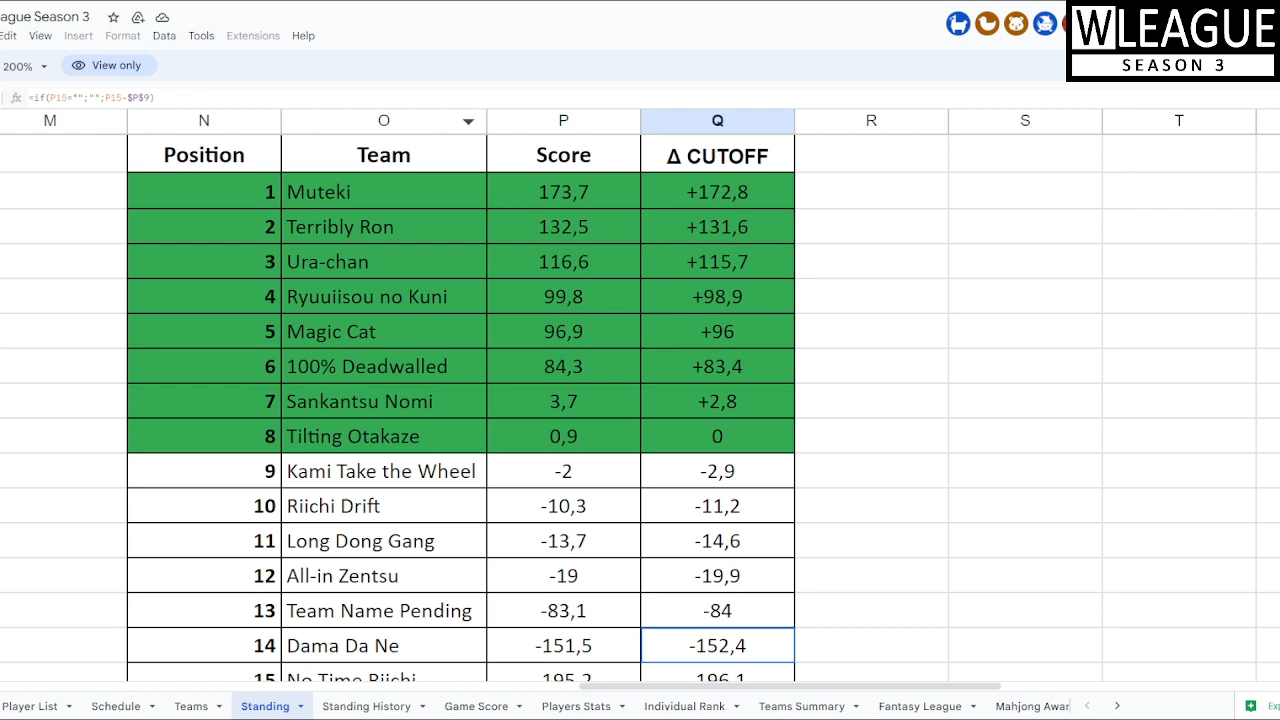 ague Season 3
Edit View Insert Format Data Tools Extensions Help
200% View only
fx =if(P15="";"";P15-$P$9)
WLEAGUE
SEASON 3
M N O P Q R S T
Position Team Score Δ CUTOFF
1 Muteki 173,7 +172,8
2 Terribly Ron 132,5 +131,6
3 Ura-chan 116,6 +115,7
4 Ryuuiisou no Kuni 99,8 +98,9
5 Magic Cat 96,9 +96
6 100% Deadwalled 84,3 +83,4
7 Sankantsu Nomi 3,7 +2,8
8 Tilting Otakaze 0,9 0
9 Kami Take the Wheel -2 -2,9
10 Riichi Drift -10,3 -11,2
11 Long Dong Gang -13,7 -14,6
12 All-in Zentsu -19 -19,9
13 Team Name Pending -83,1 -84
14 Dama Da Ne -151,5 -152,4
15 No Time Riichi -195,2 -196,1
Player List Schedule Teams Standing Standing History Game Score Players Stats Individual Rank Teams Summary Fantasy League Mahjong Awar Exp